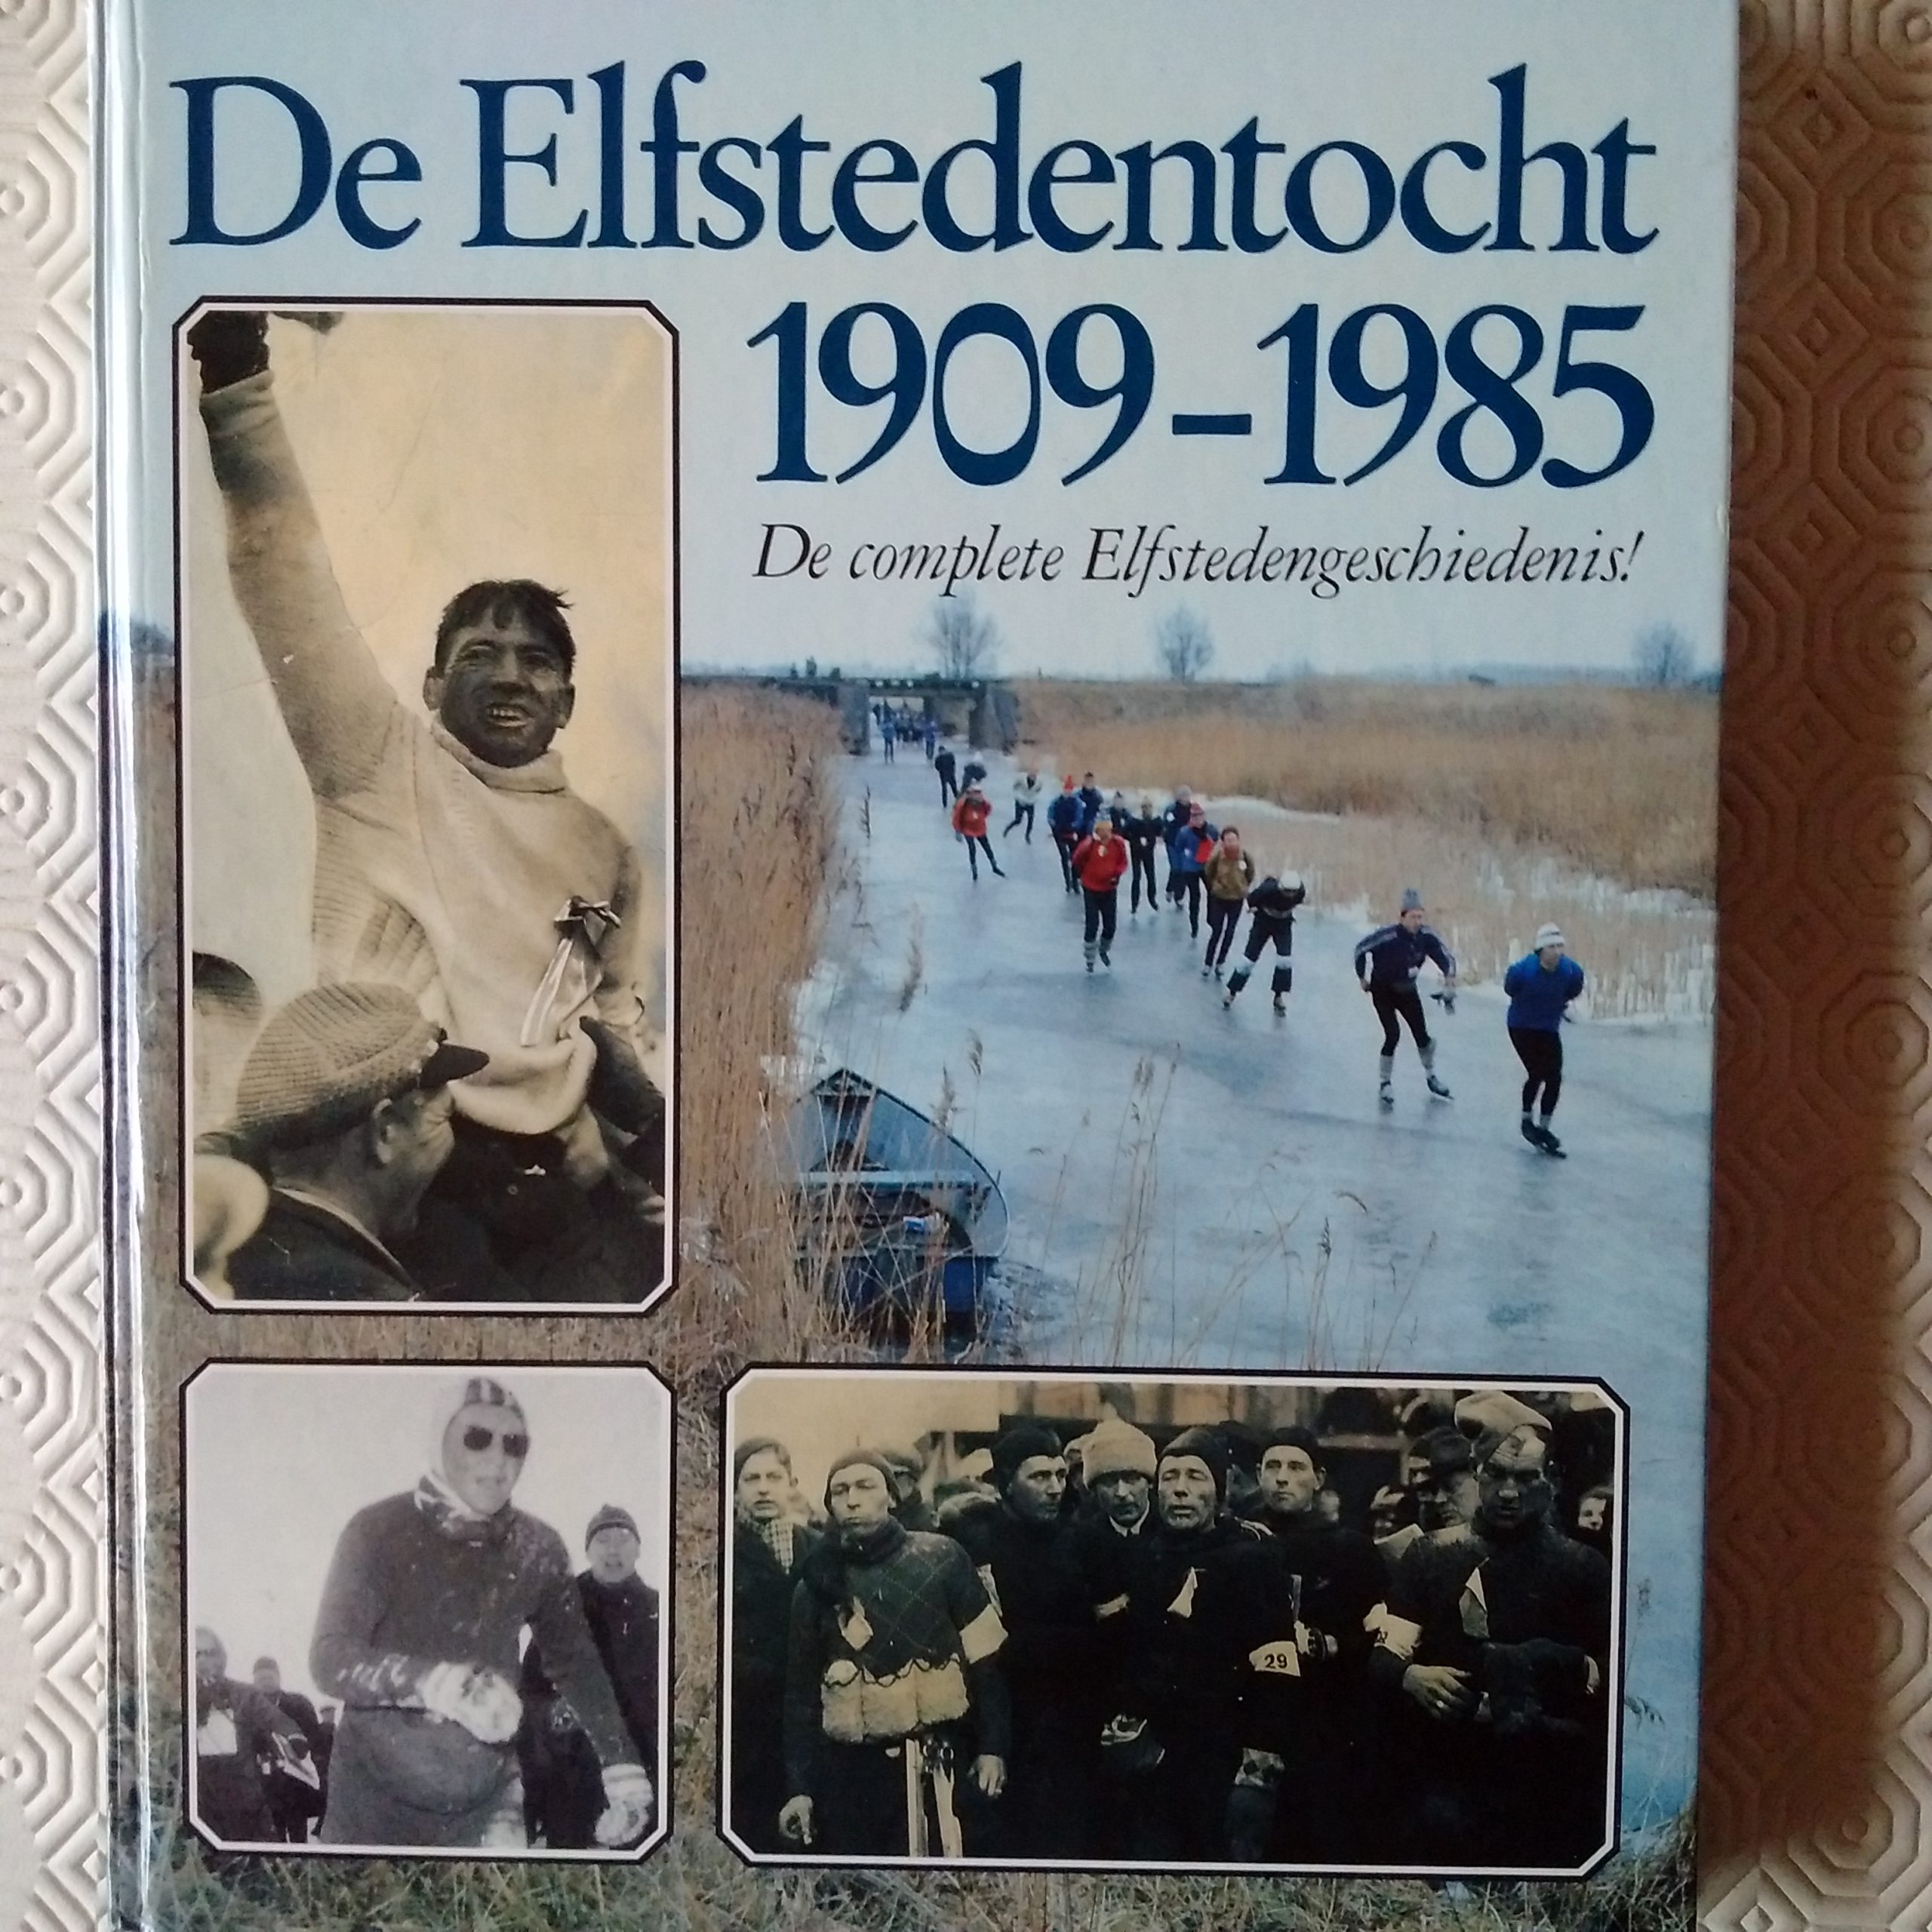 De Elfstedentocht
1909-1985
De complete Elfstedengeschiedenis!
29